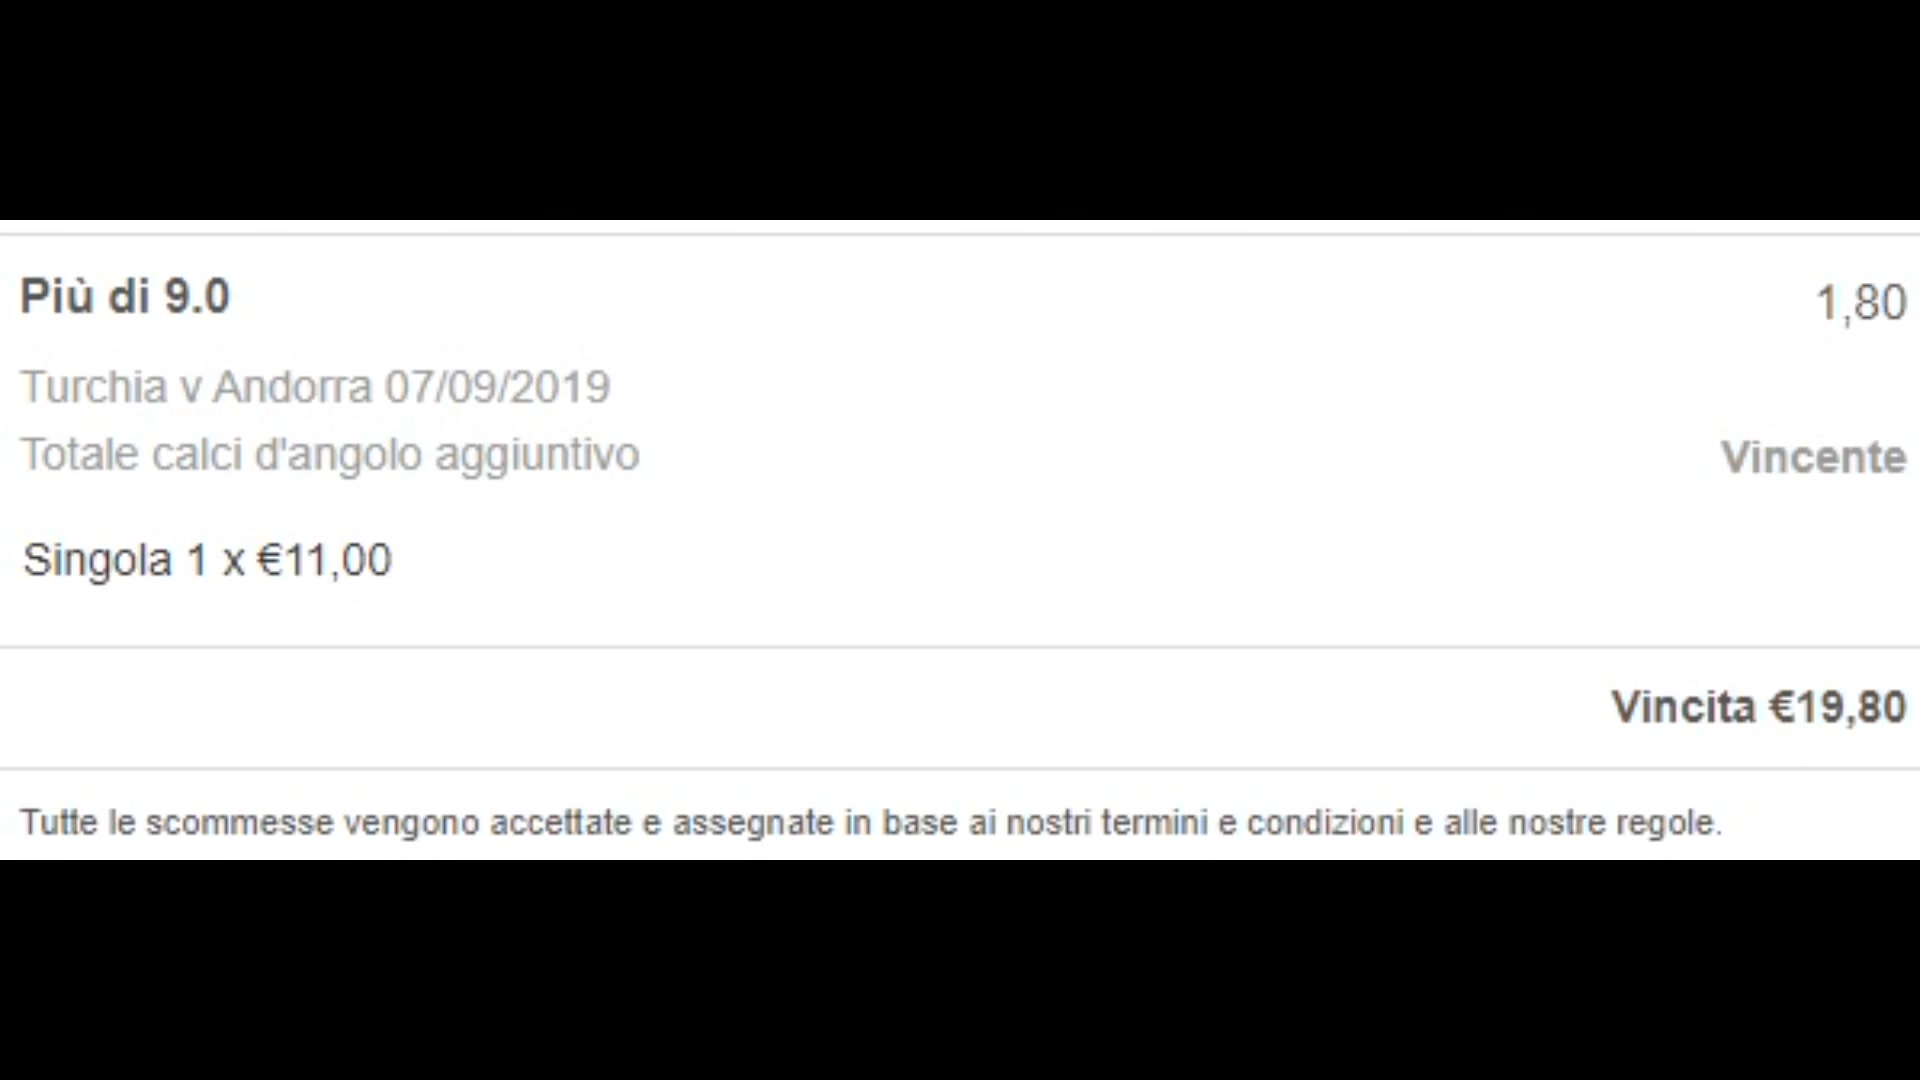 Più di 9.0
1,80
Turchia v Andorra 07/09/2019
Totale calci d'angolo aggiuntivo
Vincente
Singola 1 x €11,00
Vincita €19,80
Tutte le scommesse vengono accettate e assegnate in base ai nostri termini e condizioni e alle nostre regole.